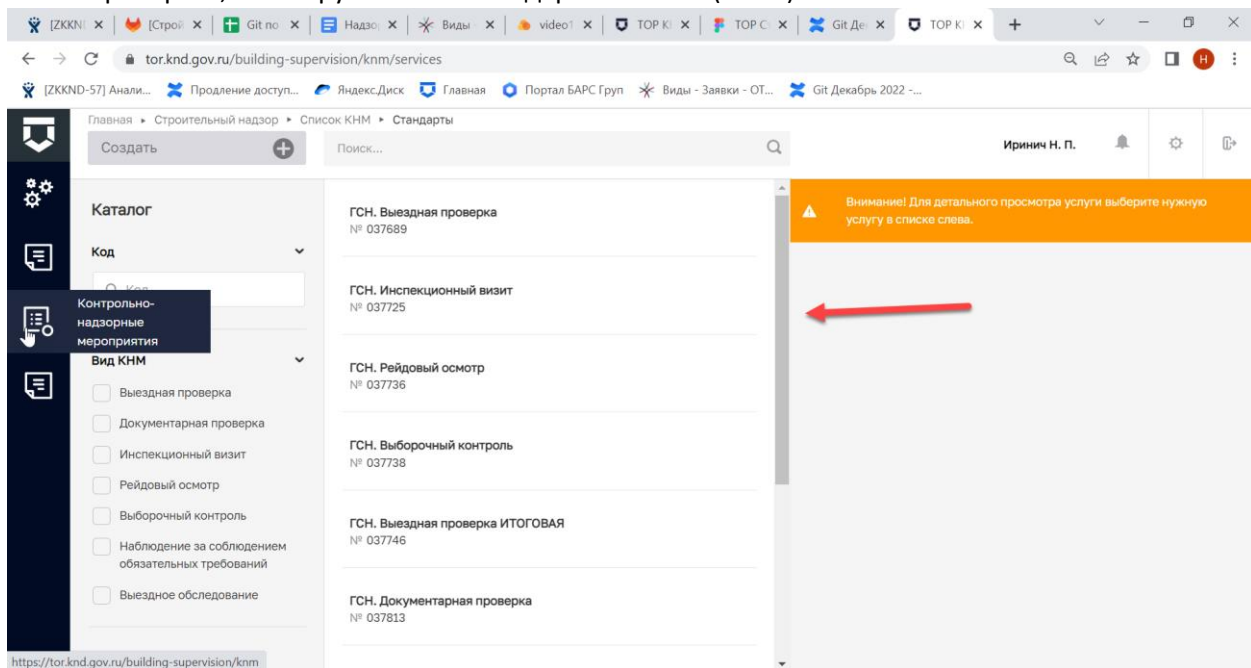 [ZKKN
[Строй
Git по
Надзо
Виды
video1
ТОР К
TOP C
Git Де
ТОР К
tor.knd.gov.ru/building-supervision/knm/services
[ZKKND-57] Анали...
Продление доступ...
Яндекс.Диск
Главная
Портал БАРС Груп
Виды - Заявки - ОТ...
Git Декабрь 2022 -...
Главная ▸ Строительный надзор ▸ Список КНМ ▸ Стандарты
Создать
Поиск...
Иринич Н. П.
Каталог
Код
Код
Контрольно-
надзорные
мероприятия
Вид КНМ
Выездная проверка
Документарная проверка
Инспекционный визит
Рейдовый осмотр
Выборочный контроль
Наблюдение за соблюдением
обязательных требований
Выездное обследование
ГСН. Выездная проверка
№ 037689
ГСН. Инспекционный визит
№ 037725
ГСН. Рейдовый осмотр
№ 037736
ГСН. Выборочный контроль
№ 037738
ГСН. Выездная проверка ИТОГОВАЯ
№ 037746
ГСН. Документарная проверка
№ 037813
Внимание! Для детального просмотра услуги выберите нужную
услугу в списке слева.
Н
https://tor.knd.gov.ru/building-supervision/knm